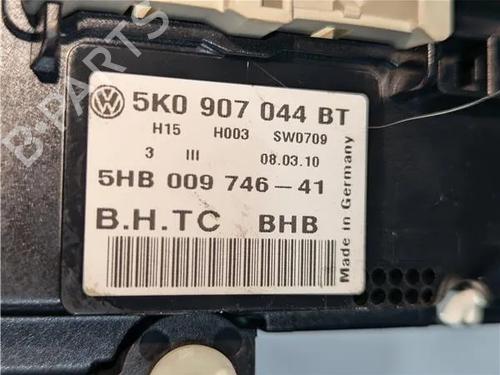 5K0 907 044 BT
H15 H003 SW0709
3 III 08.03.10
5HB 009 746-41
B.H.TC BHB
Made in Germany